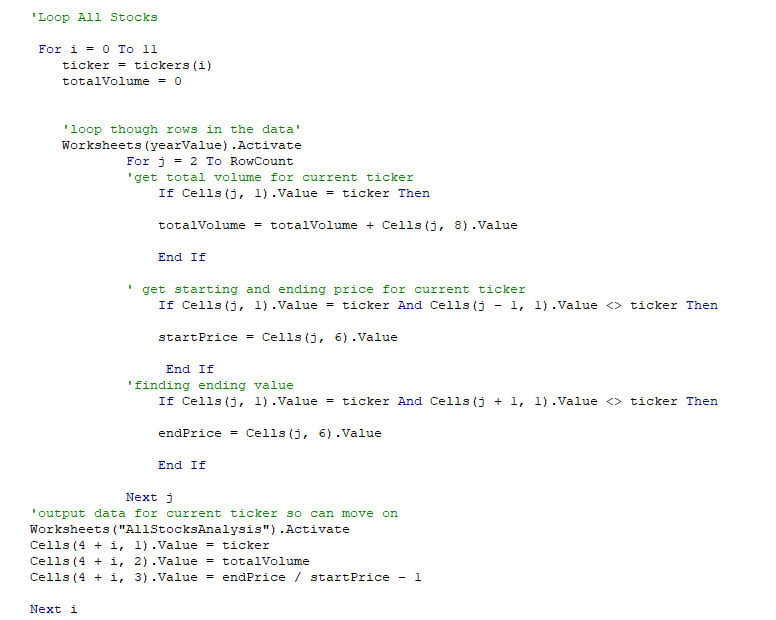 'Loop All Stocks
For i = 0 To 11
ticker = tickers(i)
totalVolume = 0
'loop though rows in the data'
Worksheets(yearValue).Activate
For j = 2 To RowCount
'get total volume for current ticker
If Cells(j, 1).Value = ticker Then
totalVolume = totalVolume + Cells(j, 8).Value
End If
' get starting and ending price for current ticker
If Cells(j, 1).Value = ticker And Cells(j - 1, 1).Value <> ticker Then
startPrice = Cells(j, 6).Value
End If
'finding ending value
If Cells(j, 1).Value = ticker And Cells(j + 1, 1).Value <> ticker Then
endPrice = Cells(j, 6).Value
End If
Next j
'output data for current ticker so can move on
Worksheets("AllStocksAnalysis").Activate
Cells(4 + i, 1).Value = ticker
Cells(4 + i, 2).Value = totalVolume
Cells(4 + i, 3).Value = endPrice / startPrice - 1
Next i